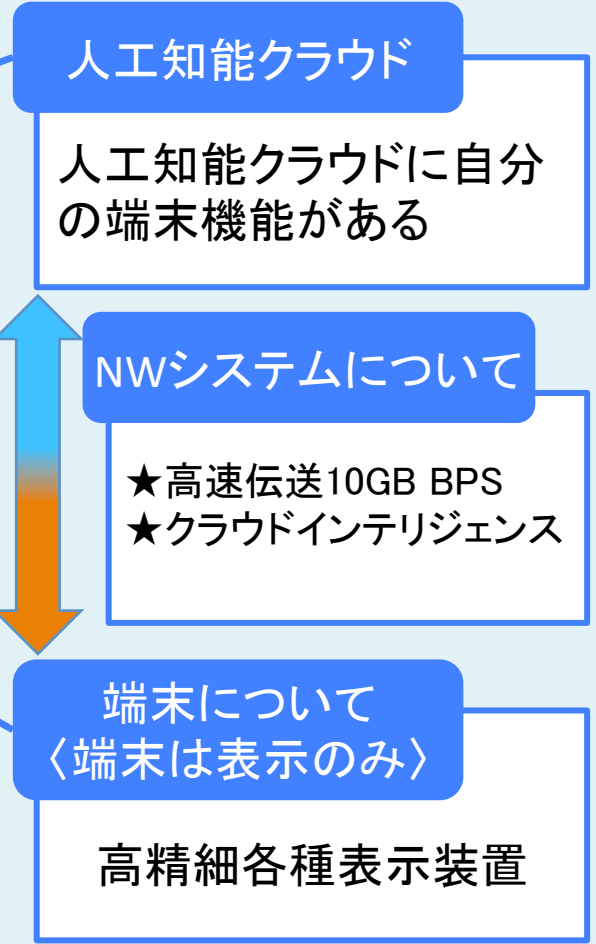 人工知能クラウド
人工知能クラウドに自分
の端末機能がある
NWシステムについて
★高速伝送10GB BPS
★クラウドインテリジェンス
端末について
〈端末は表示のみ〉
高精細各種表示装置